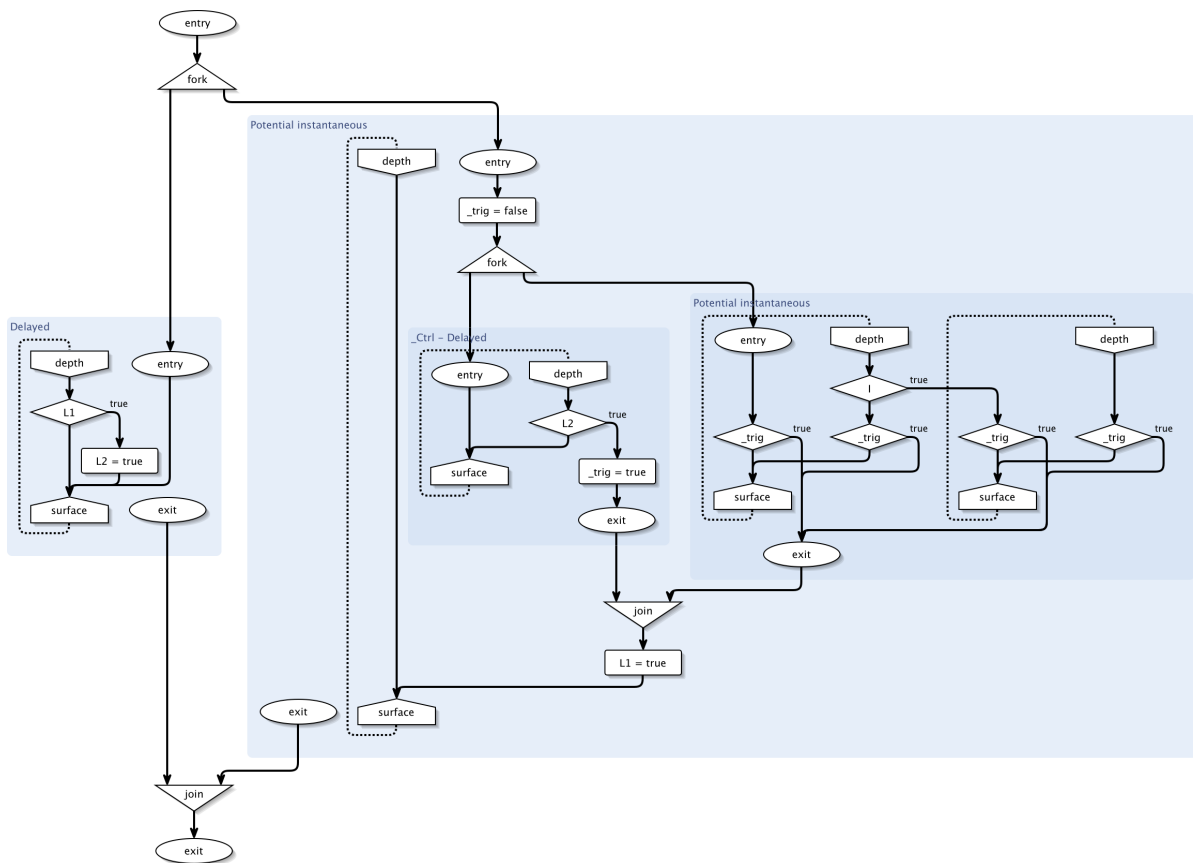 entry
fork
Potential instantaneous
depth
entry
_trig = false
fork
Potential instantaneous
Delayed
_Ctrl - Delayed
depth
entry
entry
depth
entry
depth
depth
L1
true
L2
true
I
true
_trig
true
_trig
true
_trig
true
_trig
true
L2 = true
surface
exit
surface
_trig = true
exit
surface
surface
exit
join
L1 = true
exit
surface
join
exit